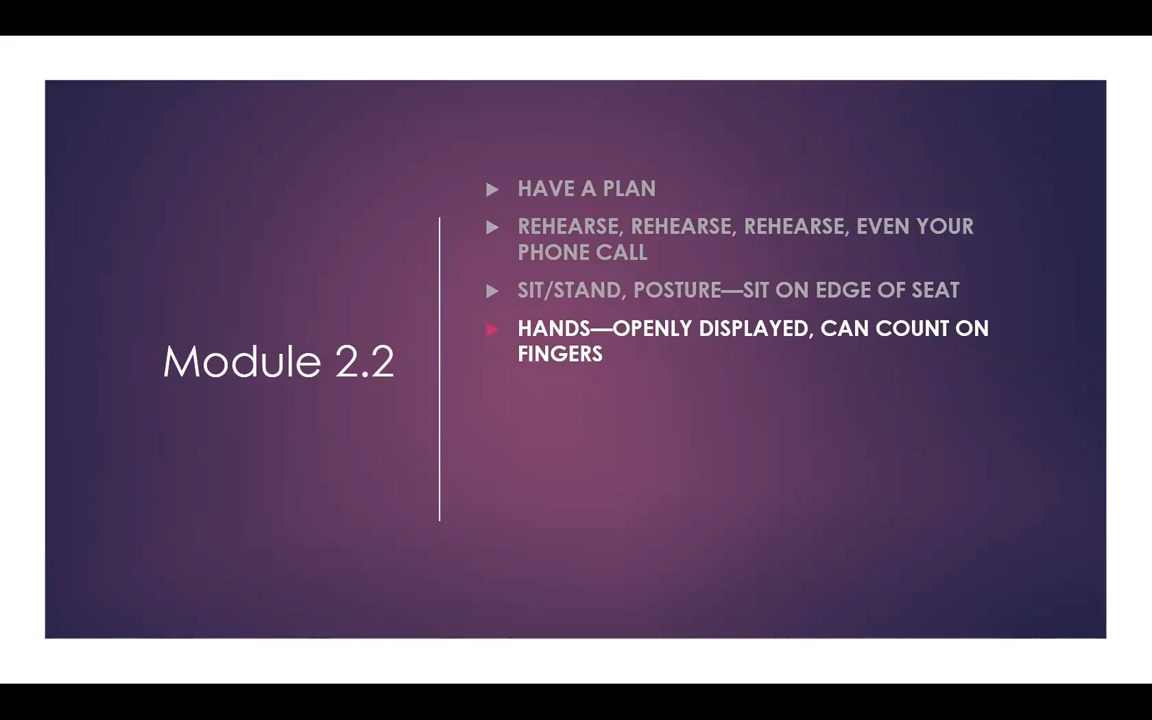 HAVE A PLAN
REHEARSE, REHEARSE, REHEARSE, EVEN YOUR
PHONE CALL
SIT/STAND, POSTURE—SIT ON EDGE OF SEAT
HANDS—OPENLY DISPLAYED, CAN COUNT ON
FINGERS
Module 2.2